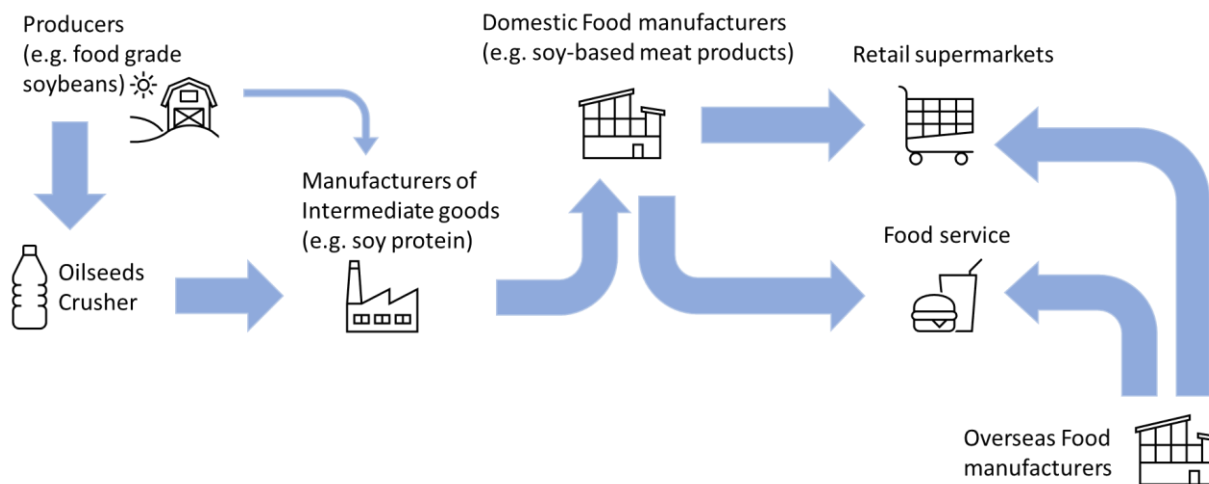 Producers
(e.g. food grade
soybeans)
Domestic Food manufacturers
(e.g. soy-based meat products)
Retail supermarkets
Manufacturers of
Intermediate goods
(e.g. soy protein)
Oilseeds
Crusher
Food service
Overseas Food
manufacturers